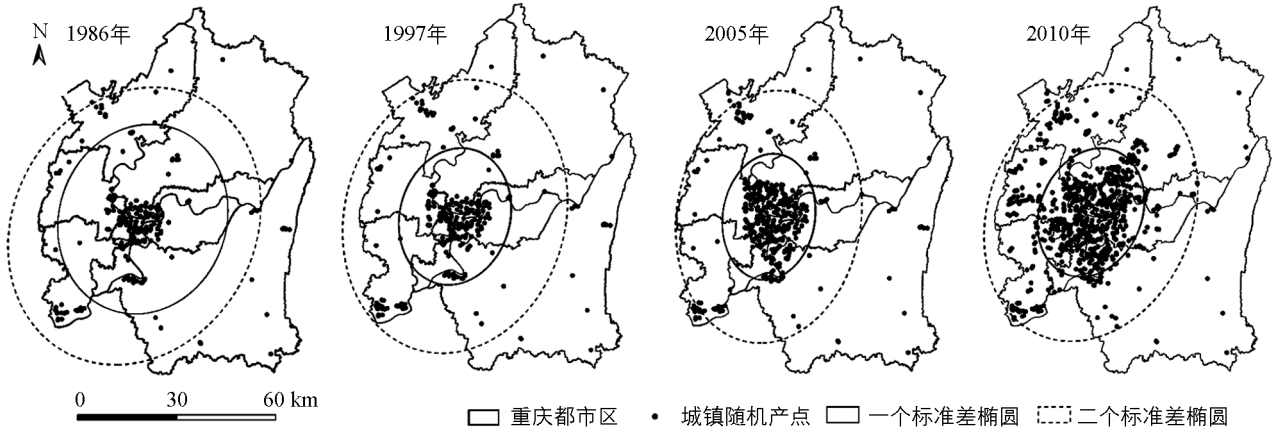 N
1986年
1997年
2005年
2010年
0 30 60 km
重庆都市区
城镇随机产点
一个标准差椭圆
二个标准差椭圆